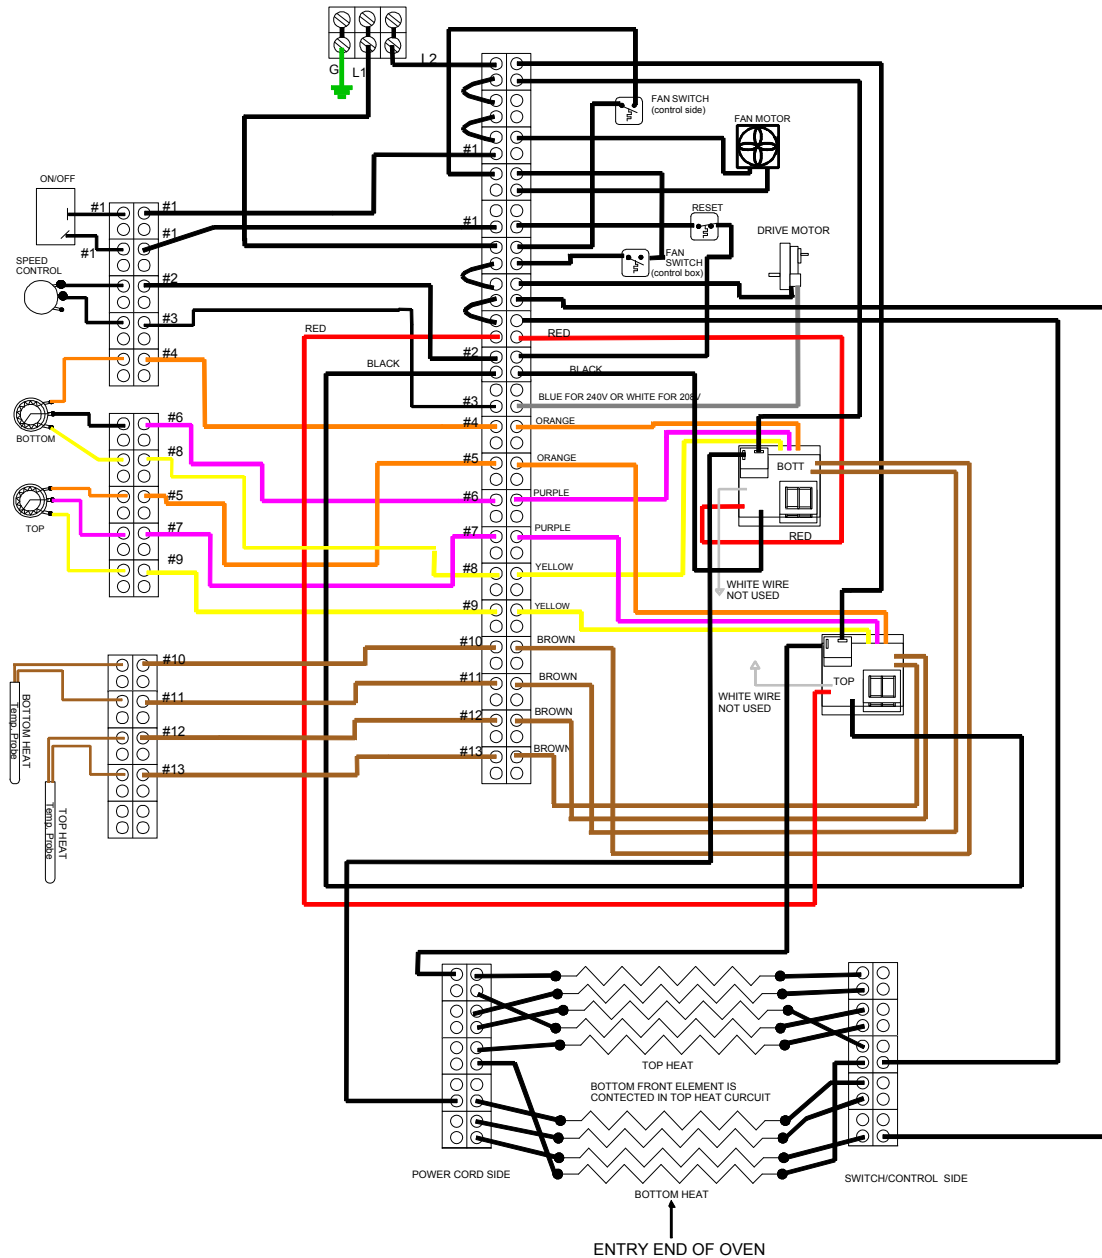 G
L1
L2
FAN SWITCH
(control side)
FAN MOTOR
#1
ON/OFF
#1
#1
#1
#1
#1
RESET
DRIVE MOTOR
FAN
SWITCH
(control box)
SPEED
CONTROL
#2
#3
RED
RED
#4
BLACK
#2
BLACK
#3
BLUE FOR 240V OR WHITE FOR 208V
BOTTOM
#6
#4
ORANGE
#8
#5
ORANGE
BOTT
TOP
#5
#6
PURPLE
#7
#7
PURPLE
RED
#9
#8
YELLOW
WHITE WIRE
NOT USED
#9
YELLOW
#10
#10
BROWN
#11
#11
BROWN
TOP
WHITE WIRE
NOT USED
#12
#12
BROWN
#13
#13
BROWN
BOTTOM HEAT
Temp. Probe
TOP HEAT
Temp. Probe
TOP HEAT
BOTTOM FRONT ELEMENT IS
CONTECTED IN TOP HEAT CURCUIT
POWER CORD SIDE
SWITCH/CONTROL SIDE
BOTTOM HEAT
ENTRY END OF OVEN